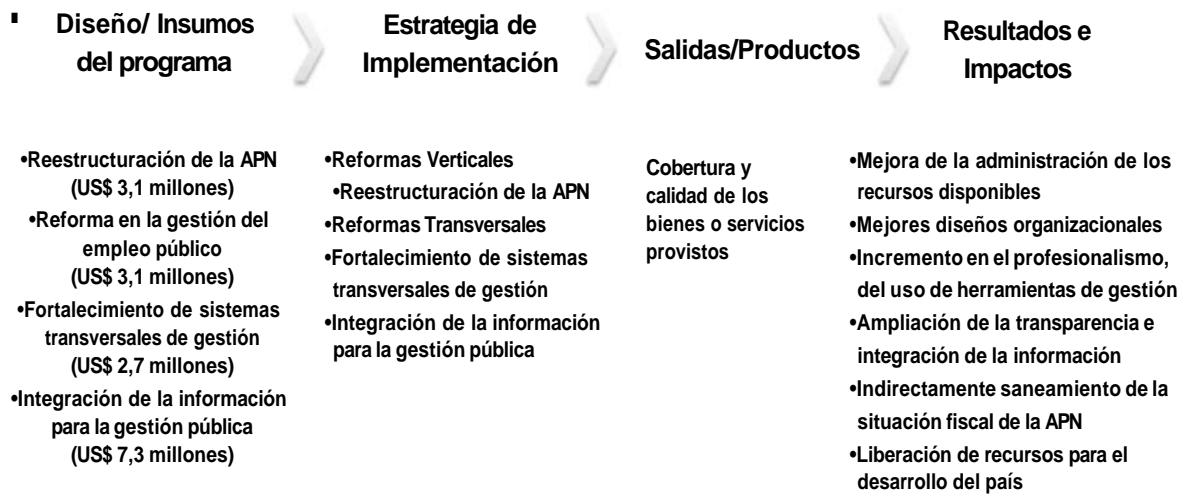 Diseño/ Insumos
del programa
Estrategia de
Implementación
Salidas/Productos
Resultados e
Impactos
•Reestructuración de la APN
(US$ 3,1 millones)
•Reforma en la gestión del
empleo público
(US$ 3,1 millones)
•Fortalecimiento de sistemas
transversales de gestión
(US$ 2,7 millones)
•Integración de la información
para la gestión pública
(US$ 7,3 millones)
•Reformas Verticales
•Reestructuración de la APN
•Reformas Transversales
•Fortalecimiento de sistemas
transversales de gestión
•Integración de la información
para la gestión pública
Cobertura y
calidad de los
bienes o servicios
provistos
•Mejora de la administración de los
recursos disponibles
•Mejores diseños organizacionales
•Incremento en el profesionalismo,
del uso de herramientas de gestión
•Ampliación de la transparencia e
integración de la información
•Indirectamente saneamiento de la
situación fiscal de la APN
•Liberación de recursos para el
desarrollo del país